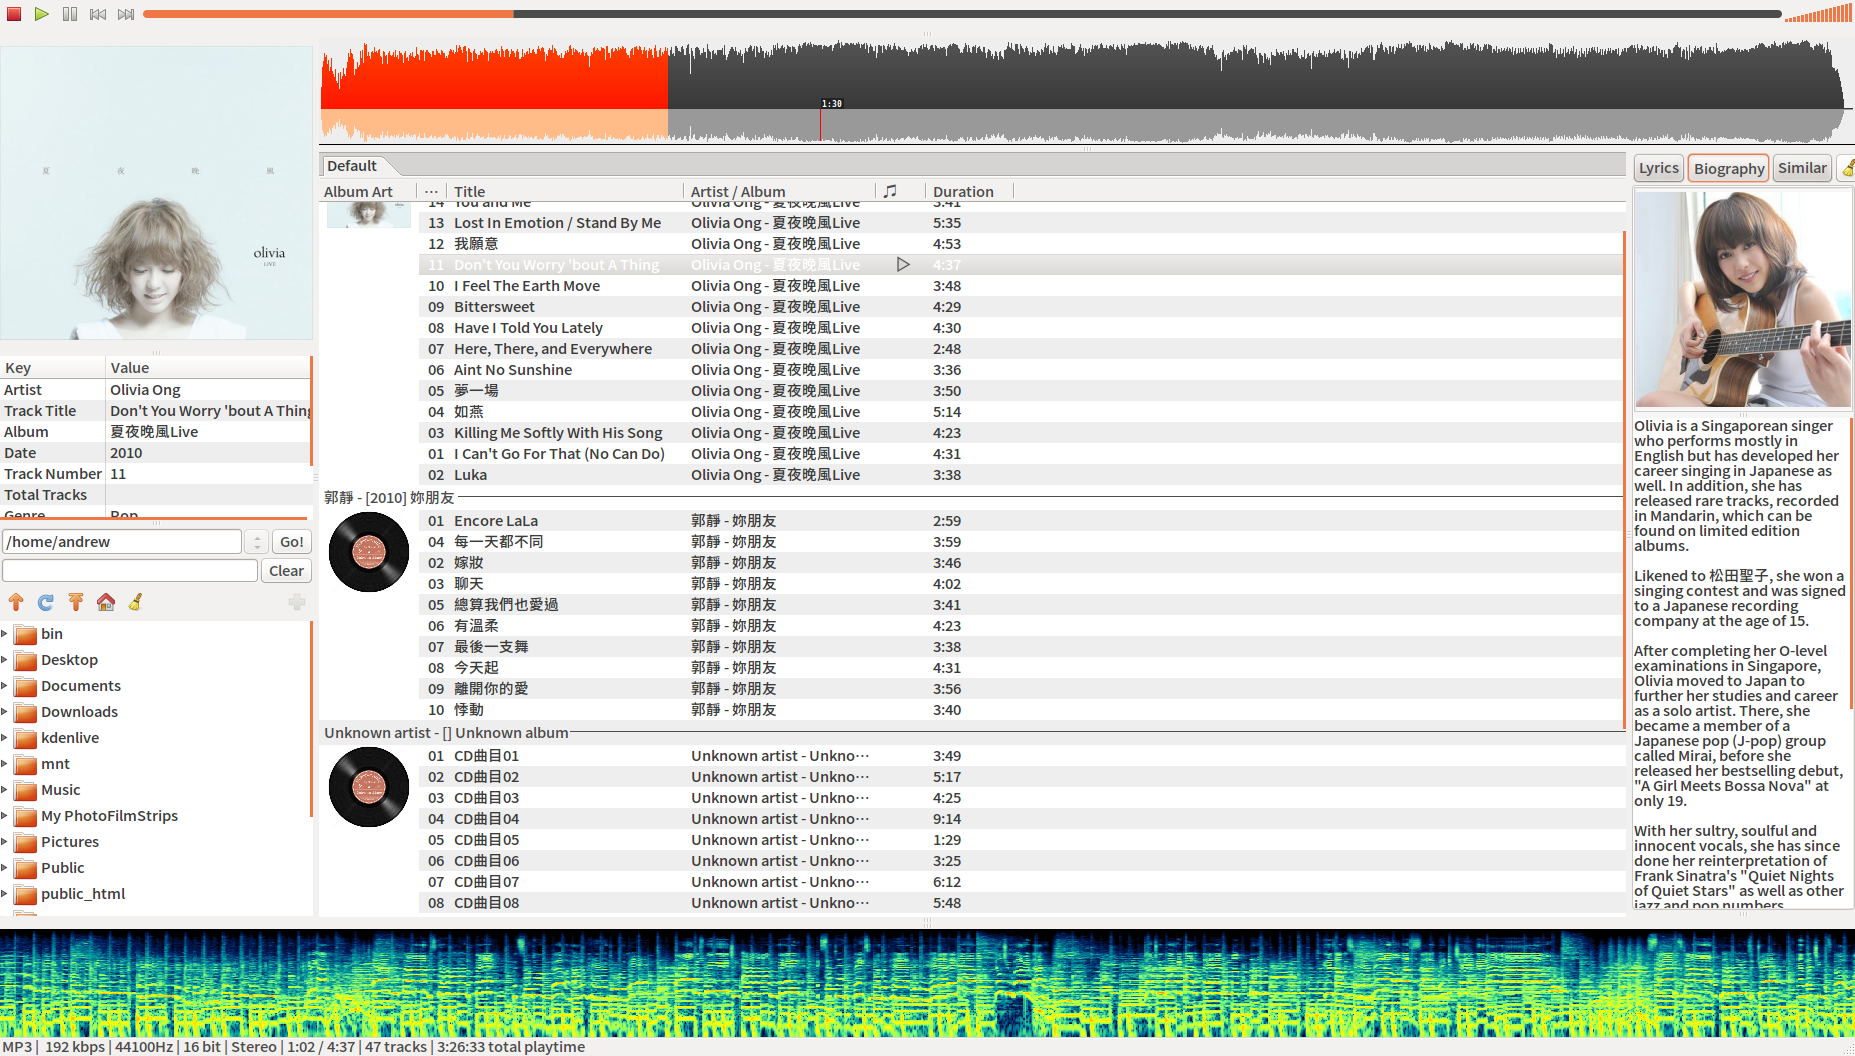 夏 夜 晚 風
olivia
LIVE
Key Value
Artist Olivia Ong
Track Title Don't You Worry 'bout A Thing
Album 夏夜晚風Live
Date 2010
Track Number 11
Total Tracks
Genre Pop
/home/andrew Go!
Clear
bin
Desktop
Documents
Downloads
kdenlive
mnt
Music
My PhotoFilmStrips
Pictures
Public
public_html
1:30
Default
Album Art ... Title Artist / Album Duration
14 You and Me Olivia Ong - 夏夜晚風Live 3:41
13 Lost In Emotion / Stand By Me Olivia Ong - 夏夜晚風Live 5:35
12 我願意 Olivia Ong - 夏夜晚風Live 4:53
11 Don't You Worry 'bout A Thing Olivia Ong - 夏夜晚風Live 4:37
10 I Feel The Earth Move Olivia Ong - 夏夜晚風Live 3:48
09 Bittersweet Olivia Ong - 夏夜晚風Live 4:29
08 Have I Told You Lately Olivia Ong - 夏夜晚風Live 4:30
07 Here, There, and Everywhere Olivia Ong - 夏夜晚風Live 2:48
06 Aint No Sunshine Olivia Ong - 夏夜晚風Live 3:36
05 夢一場 Olivia Ong - 夏夜晚風Live 3:50
04 如燕 Olivia Ong - 夏夜晚風Live 5:14
03 Killing Me Softly With His Song Olivia Ong - 夏夜晚風Live 4:23
01 I Can't Go For That (No Can Do) Olivia Ong - 夏夜晚風Live 4:31
02 Luka Olivia Ong - 夏夜晚風Live 3:38
郭靜 - [2010] 妳朋友
01 Encore LaLa 郭靜 - 妳朋友 2:59
04 每一天都不同 郭靜 - 妳朋友 3:59
02 嫁妝 郭靜 - 妳朋友 3:46
03 聊天 郭靜 - 妳朋友 4:02
05 總算我們也愛過 郭靜 - 妳朋友 3:41
06 有溫柔 郭靜 - 妳朋友 4:23
07 最後一支舞 郭靜 - 妳朋友 3:38
08 今天起 郭靜 - 妳朋友 4:31
09 離開你的愛 郭靜 - 妳朋友 3:56
10 悸動 郭靜 - 妳朋友 3:40
Unknown artist - [] Unknown album
01 CD曲目01 Unknown artist - Unkno… 3:49
02 CD曲目02 Unknown artist - Unkno… 5:17
03 CD曲目03 Unknown artist - Unkno… 4:25
04 CD曲目04 Unknown artist - Unkno… 9:14
05 CD曲目05 Unknown artist - Unkno… 1:29
06 CD曲目06 Unknown artist - Unkno… 3:25
07 CD曲目07 Unknown artist - Unkno… 6:12
08 CD曲目08 Unknown artist - Unkno… 5:48
Lyrics Biography Similar
Olivia is a Singaporean singer
who performs mostly in
English but has developed her
career singing in Japanese as
well. In addition, she has
released rare tracks, recorded
in Mandarin, which can be
found on limited edition
albums.
Likened to 松田聖子, she won a
singing contest and was signed
to a Japanese recording
company at the age of 15.
After completing her O-level
examinations in Singapore,
Olivia moved to Japan to
further her studies and career
as a solo artist. There, she
became a member of a
Japanese pop (J-pop) group
called Mirai, before she
released her bestselling debut,
"A Girl Meets Bossa Nova" at
only 19.
With her sultry, soulful and
innocent vocals, she has since
done her reinterpretation of
Frank Sinatra's "Quiet Nights
of Quiet Stars" as well as other
jazz and pop numbers
MP3 | 192 kbps | 44100Hz | 16 bit | Stereo | 1:02 / 4:37 | 47 tracks | 3:26:33 total playtime